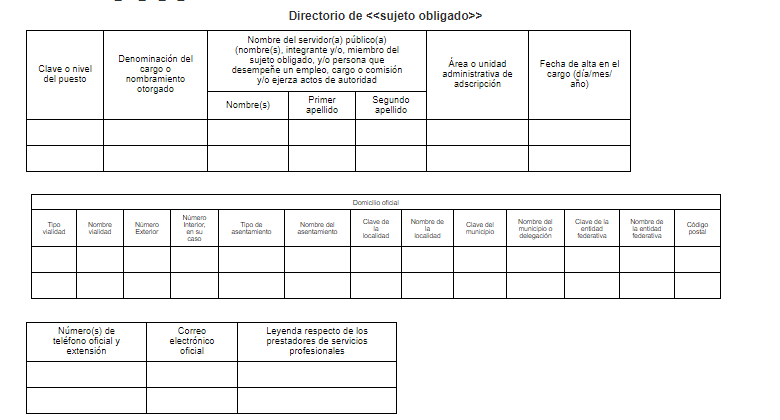 Directorio de <<sujeto obligado>>
Clave o nivel
del puesto
Denominación del
cargo o
nombramiento
otorgado
Nombre del servidor(a) público(a)
(nombre(s), integrante y/o, miembro del
sujeto obligado, y/o persona que
desempeñe un empleo, cargo o comisión
y/o ejerza actos de autoridad
Nombre(s)
Primer
apellido
Segundo
apellido
Área o unidad
administrativa de
adscripción
Fecha de alta en el
cargo (día/mes/
año)
Domicilio oficial
Tipo
vialidad
Nombre
vialidad
Número
Exterior
Número
Interior,
en su
caso
Tipo de
asentamiento
Nombre del
asentamiento
Clave de
la
localidad
Nombre de
la
localidad
Clave del
municipio
Nombre del
municipio o
delegación
Clave de la
entidad
federativa
Nombre de
la entidad
federativa
Código
postal
Número(s) de
teléfono oficial y
extensión
Correo
electrónico
oficial
Leyenda respecto de los
prestadores de servicios
profesionales